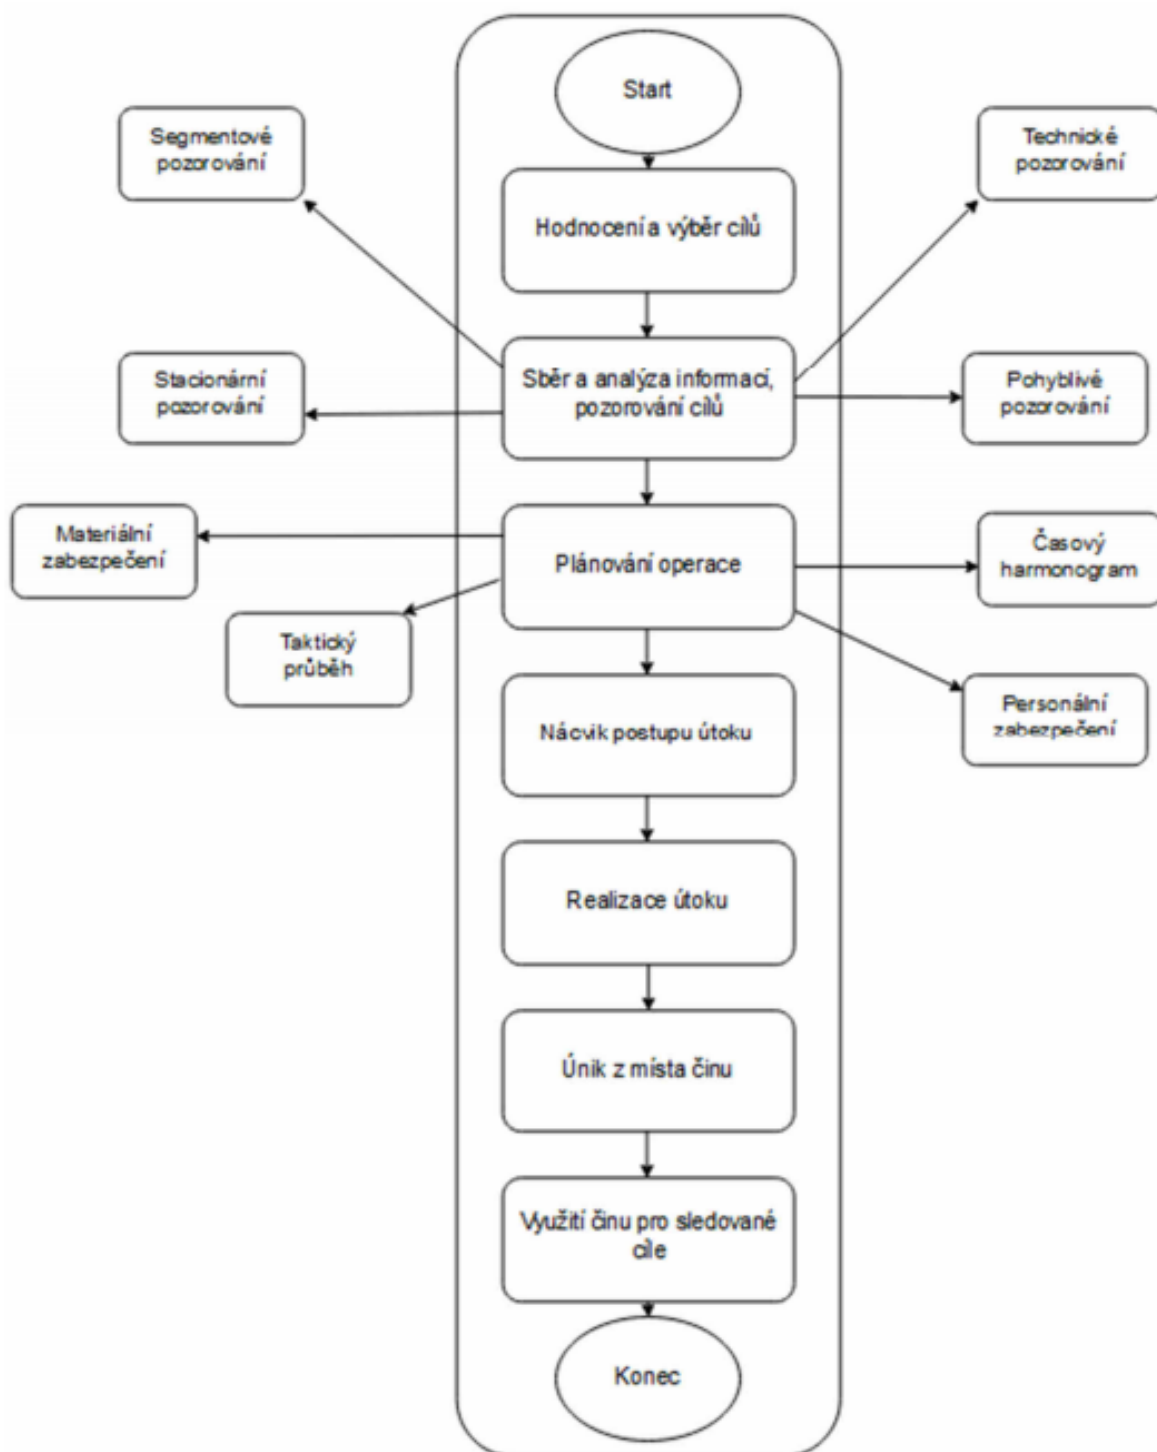 Start
Segmentové
pozorování
Technické
pozorování
Hodnocení a výběr cílů
Stacionární
pozorování
Sběr a analýza informací,
pozorování cílů
Pohyblivé
pozorování
Materiální
zabezpečení
Plánování operace
Časový
harmonogram
Taktický
průběh
Personální
zabezpečení
Nácvik postupu útoku
Realizace útoku
Únik z místa činu
Využití činu pro sledované
cíle
Konec